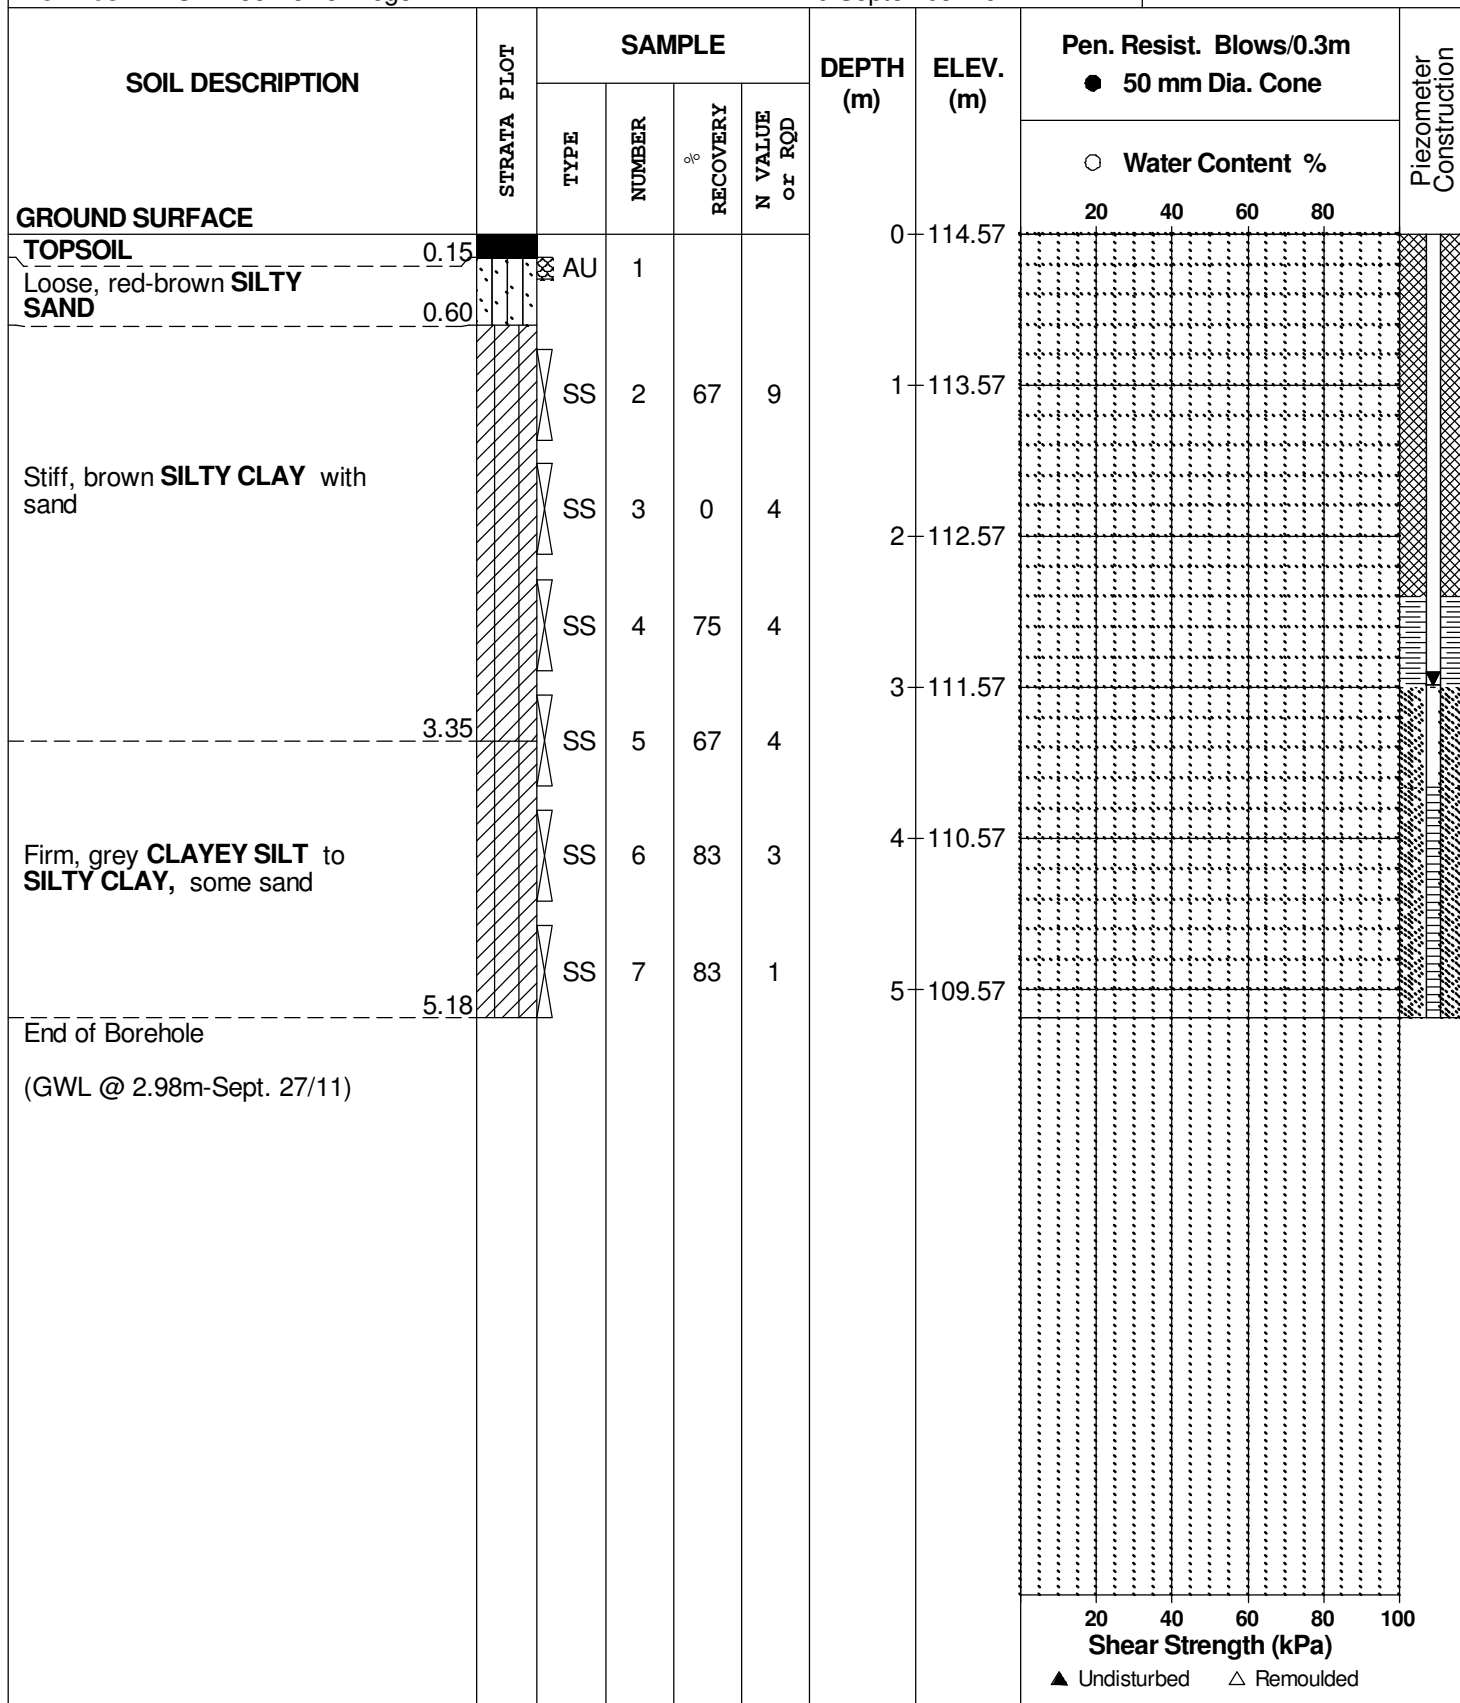 SOIL DESCRIPTION
STRATA PLOT
SAMPLE
TYPE
NUMBER
% RECOVERY
N VALUE or RQD
DEPTH (m)
ELEV. (m)
Pen. Resist. Blows/0.3m
● 50 mm Dia. Cone
○ Water Content %
20 40 60 80
Piezometer Construction
GROUND SURFACE
0 114.57
TOPSOIL 0.15
AU 1
Loose, red-brown SILTY
SAND 0.60
SS 2 67 9
1 113.57
Stiff, brown SILTY CLAY with
sand
SS 3 0 4
2 112.57
SS 4 75 4
3 111.57
3.35
SS 5 67 4
4 110.57
Firm, grey CLAYEY SILT to
SILTY CLAY, some sand
SS 6 83 3
SS 7 83 1
5 109.57
5.18
End of Borehole
(GWL @ 2.98m-Sept. 27/11)
20 40 60 80 100
Shear Strength (kPa)
▲ Undisturbed △ Remoulded